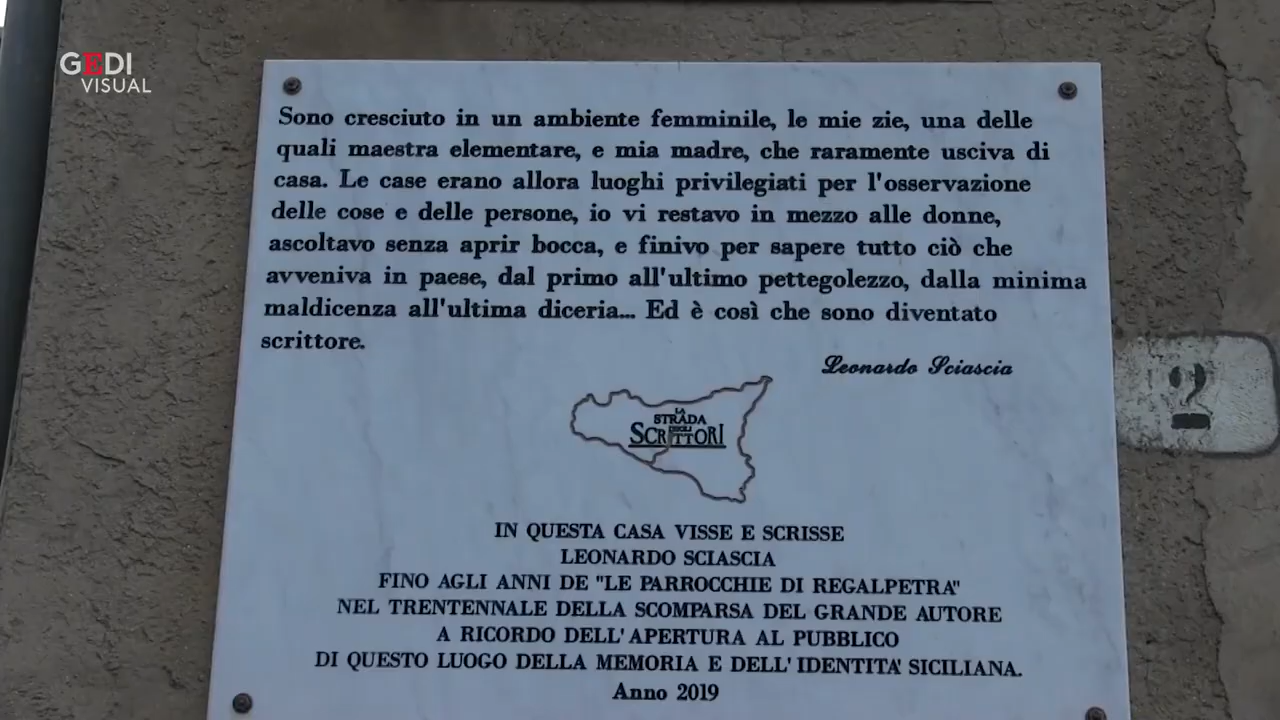 GEDI
VISUAL
Sono cresciuto in un ambiente femminile, le mie zie, una delle
quali maestra elementare, e mia madre, che raramente usciva di
casa. Le case erano allora luoghi privilegiati per l'osservazione
delle cose e delle persone, io vi restavo in mezzo alle donne,
ascoltavo senza aprir bocca, e finivo per sapere tutto ciò che
avveniva in paese, dal primo all'ultimo pettegolezzo, dalla minima
maldicenza all'ultima diceria... Ed è così che sono diventato
scrittore.
Leonardo Sciascia
LA
STRADA
DEGLI
SCRITTORI
2
IN QUESTA CASA VISSE E SCRISSE
LEONARDO SCIASCIA
FINO AGLI ANNI DE "LE PARROCCHIE DI REGALPETRA"
NEL TRENTENNALE DELLA SCOMPARSA DEL GRANDE AUTORE
A RICORDO DELL'APERTURA AL PUBBLICO
DI QUESTO LUOGO DELLA MEMORIA E DELL'IDENTITA' SICILIANA.
Anno 2019